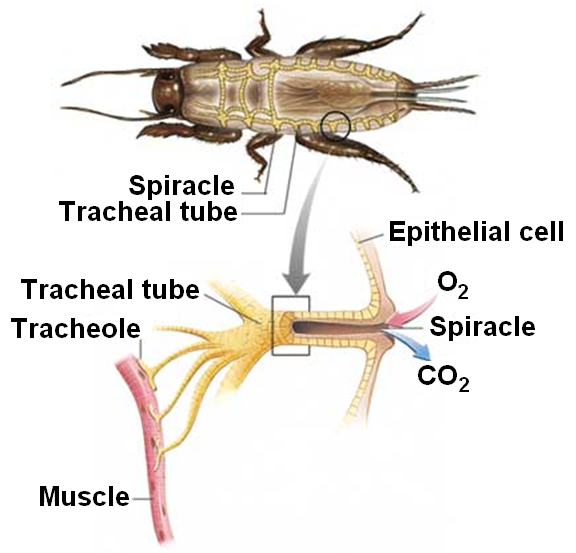 Spiracle
Tracheal tube
Epithelial cell
Tracheal tube
O₂
Tracheole
Spiracle
CO₂
Muscle